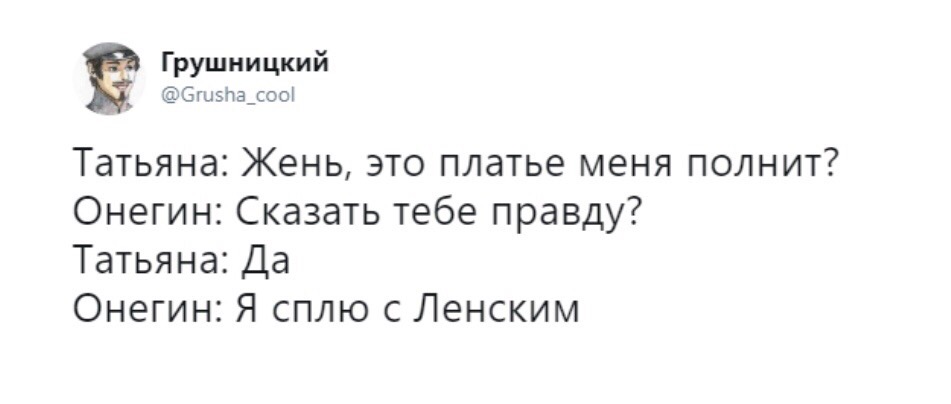 Грушницкий
@Grusha_cool
Татьяна: Жень, это платье меня полнит?
Онегин: Сказать тебе правду?
Татьяна: Да
Онегин: Я сплю с Ленским